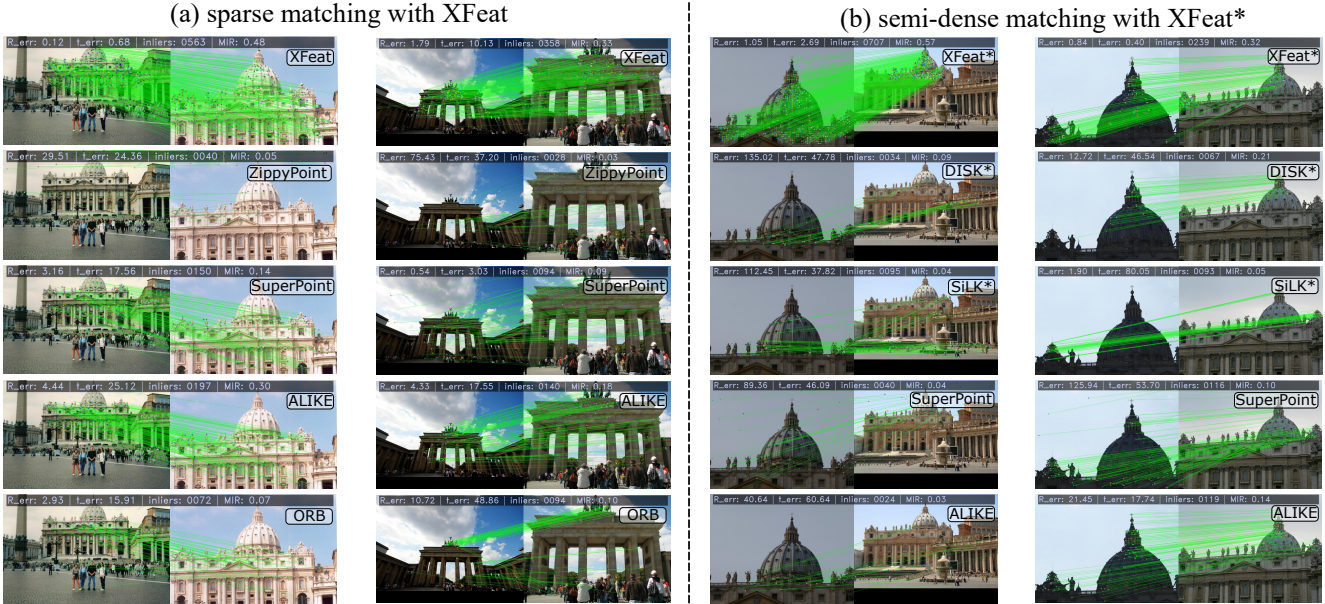 (a) sparse matching with XFeat
(b) semi-dense matching with XFeat*
R_err: 0.12 | t_err: 0.68 | inliers: 0563 | MIR: 0.48
XFeat
R_err: 1.79 | t_err: 10.13 | inliers: 0358 | MIR: 0.33
XFeat
R_err: 1.05 | t_err: 2.69 | inliers: 0707 | MIR: 0.57
XFeat*
R_err: 0.84 | t_err: 0.40 | inliers: 0239 | MIR: 0.32
XFeat*
R_err: 29.51 | t_err: 24.36 | inliers: 0040 | MIR: 0.05
ZippyPoint
R_err: 75.43 | t_err: 37.20 | inliers: 0028 | MIR: 0.03
ZippyPoint
R_err: 135.02 | t_err: 47.78 | inliers: 0034 | MIR: 0.09
DISK*
R_err: 12.72 | t_err: 46.54 | inliers: 0067 | MIR: 0.21
DISK*
R_err: 3.16 | t_err: 17.56 | inliers: 0150 | MIR: 0.14
SuperPoint
R_err: 0.54 | t_err: 3.03 | inliers: 0094 | MIR: 0.09
SuperPoint
R_err: 112.45 | t_err: 37.82 | inliers: 0095 | MIR: 0.04
SiLK*
R_err: 1.90 | t_err: 80.05 | inliers: 0093 | MIR: 0.05
SiLK*
R_err: 4.44 | t_err: 25.12 | inliers: 0197 | MIR: 0.30
ALIKE
R_err: 4.33 | t_err: 17.55 | inliers: 0140 | MIR: 0.18
ALIKE
R_err: 89.36 | t_err: 46.09 | inliers: 0040 | MIR: 0.04
SuperPoint
R_err: 125.94 | t_err: 53.70 | inliers: 0116 | MIR: 0.10
SuperPoint
R_err: 2.93 | t_err: 15.91 | inliers: 0072 | MIR: 0.07
ORB
R_err: 10.72 | t_err: 48.86 | inliers: 0094 | MIR: 0.10
ORB
R_err: 40.64 | t_err: 60.64 | inliers: 0024 | MIR: 0.03
ALIKE
R_err: 21.45 | t_err: 17.74 | inliers: 0119 | MIR: 0.14
ALIKE